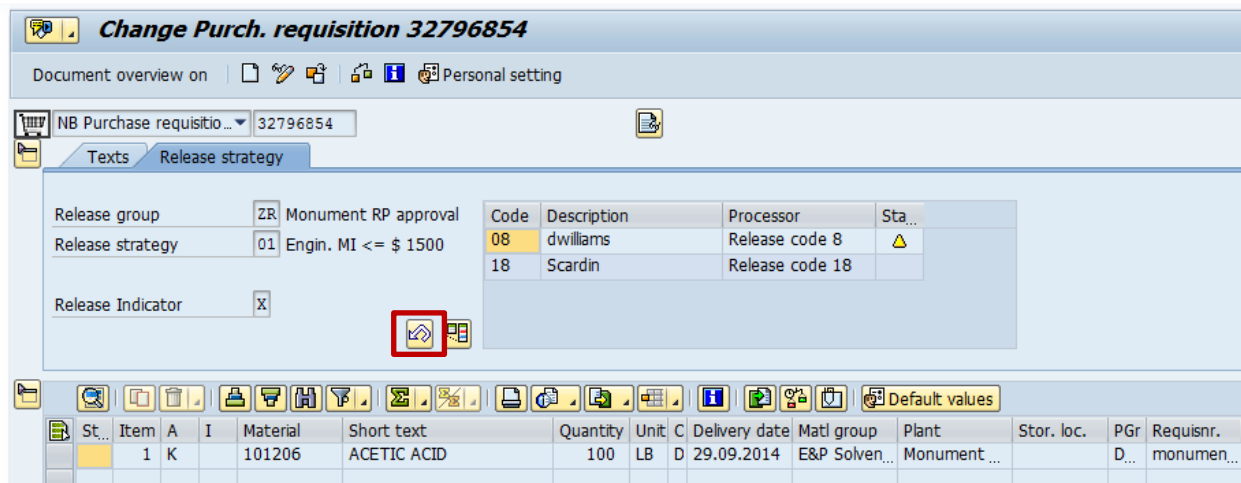 Change Purch. requisition 32796854
Document overview on Personal setting
NB Purchase requisitio... 32796854
Texts Release strategy
Release group ZR Monument RP approval
Release strategy 01 Engin. MI <= $ 1500
Release Indicator X
Code Description Processor Sta...
08 dwilliams Release code 8
18 Scardin Release code 18
Default values
St... Item A I Material Short text Quantity Unit C Delivery date Matl group Plant Stor. loc. PGr Requisnr.
1 K 101206 ACETIC ACID 100 LB D 29.09.2014 E&P Solven... Monument ... D... monumen...